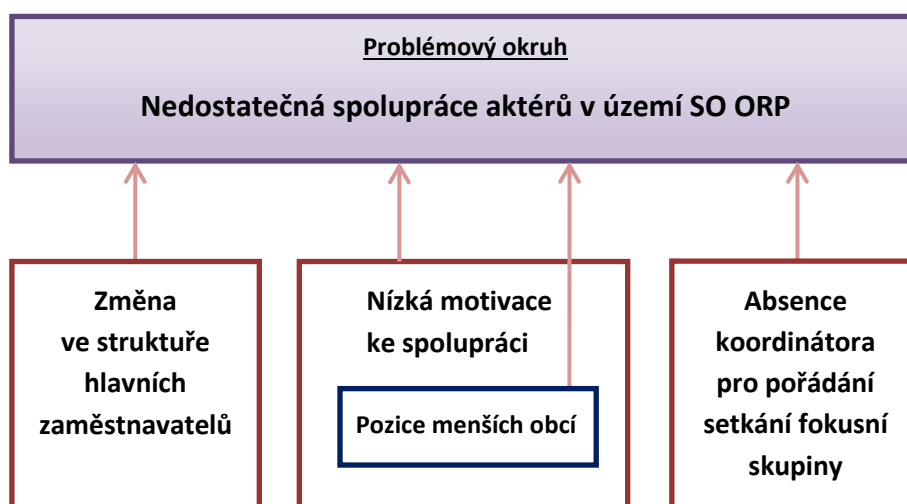 Problémový okruh
Nedostatečná spolupráce aktérů v území SO ORP
Změna
ve struktuře
hlavních
zaměstnavatelů
Nízká motivace
ke spolupráci
Pozice menších obcí
Absence
koordinátora
pro pořádání
setkání fokusní
skupiny